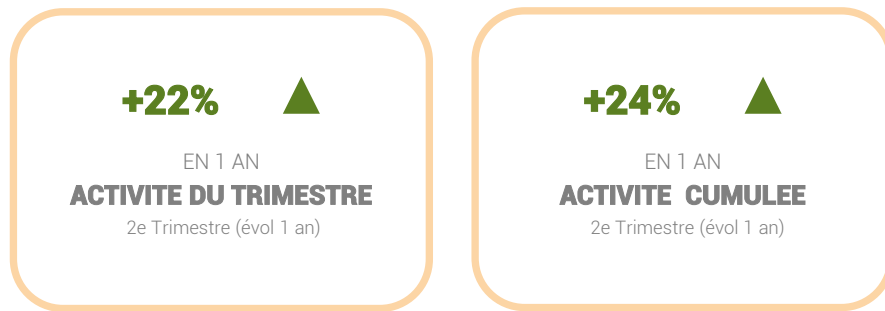 +22%
EN 1 AN
ACTIVITE DU TRIMESTRE
2e Trimestre (évol 1 an)
+24%
EN 1 AN
ACTIVITE  CUMULEE
2e Trimestre (évol 1 an)